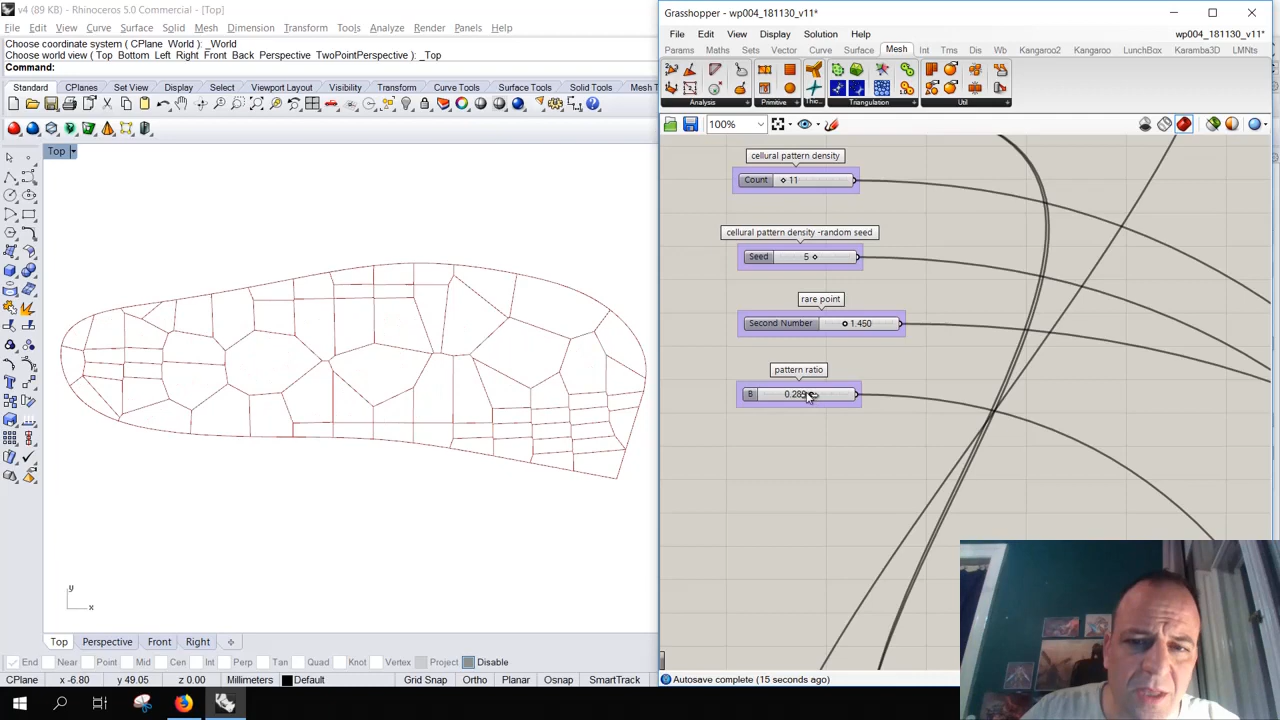 v4 (89 KB) - Rhinoceros 5.0 Commercial - [Top]
File Edit View Curve Surface Solid Mesh Dimension Transform Tools Analyze
Choose coordinate system ( CPlane World ): _World
Choose world view ( Top Bottom Left Right Front Back Perspective TwoPointPerspective ): _Top
Command:
Standard CPlanes Set View Display Select Viewport Layout Visibility Transform Curve Tools Surface Tools Solid Tools Mesh T
Top
y
x
Top Perspective Front Right
End Near Point Mid Cen Int Perp Tan Quad Knot Vertex Project Disable
CPlane x -6.80 y 49.05 z 0.00 Millimeters Default Grid Snap Ortho Planar Osnap SmartTrack
Grasshopper - wp004_181130_v11*
File Edit View Display Solution Help wp004_181130_v11*
Params Maths Sets Vector Curve Surface Mesh Int Tms Dis Wb Kangaroo2 Kangaroo LunchBox Karamba3D LMNts
Analysis Primitive Thic... Triangulation Util
100%
cellural pattern density
Count 11
cellural pattern density -random seed
Seed 5
rare point
Second Number 1.450
pattern ratio
B 0.289
Autosave complete (15 seconds ago)